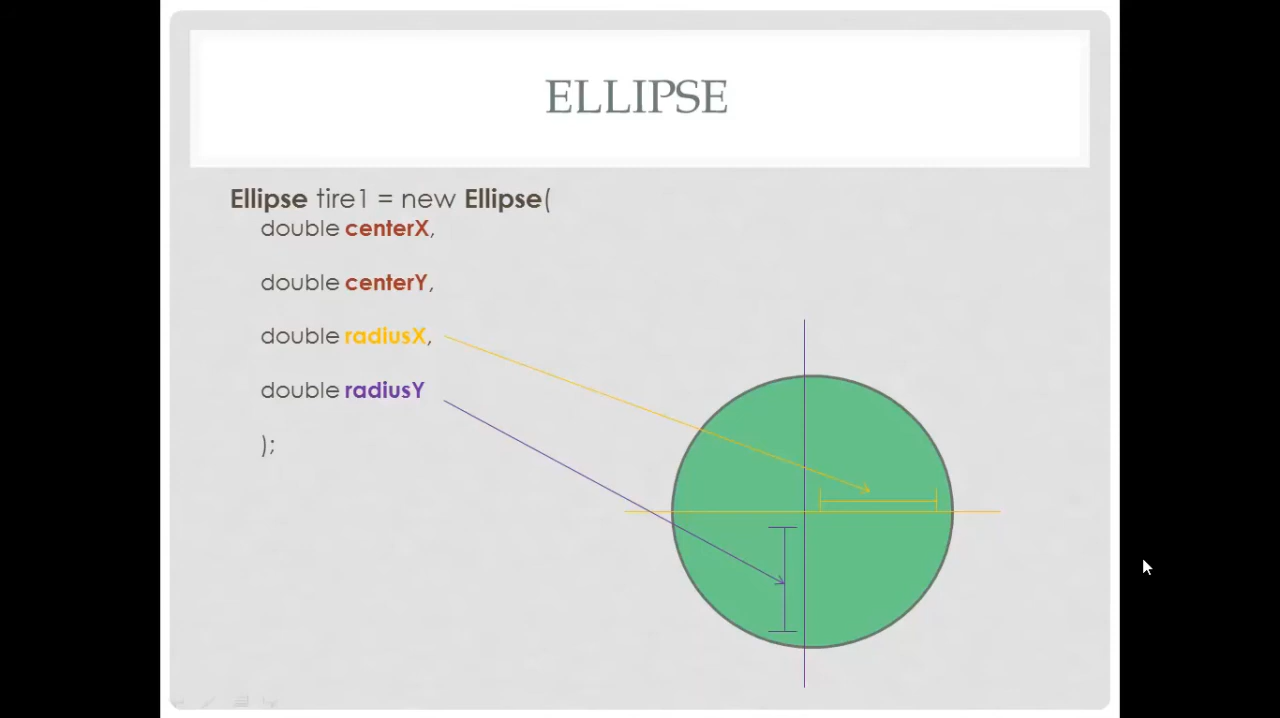 ELLIPSE
Ellipse tire1 = new Ellipse(
double centerX,
double centerY,
double radiusX,
double radiusY
);